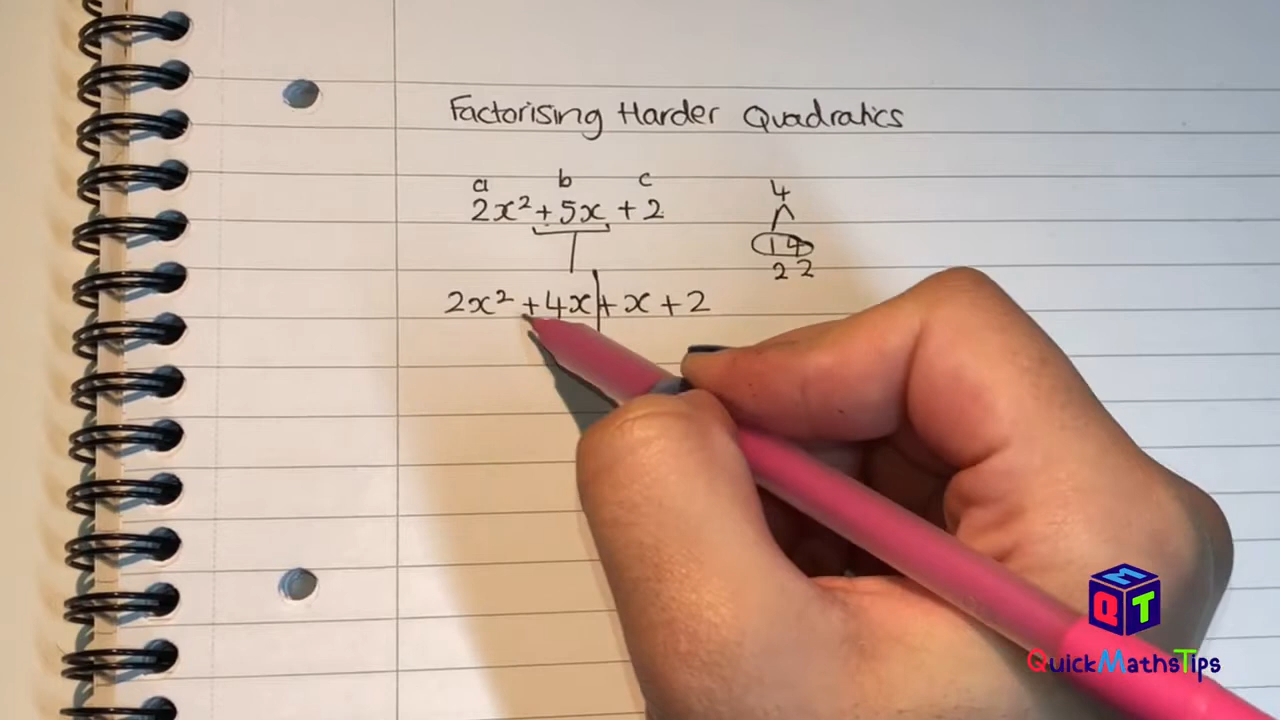 Factorising Harder Quadratics
a b c
2x² + 5x + 2
4
1 4
2 2
2x² + 4x | + x + 2
M
Q T
QuickMathsTips